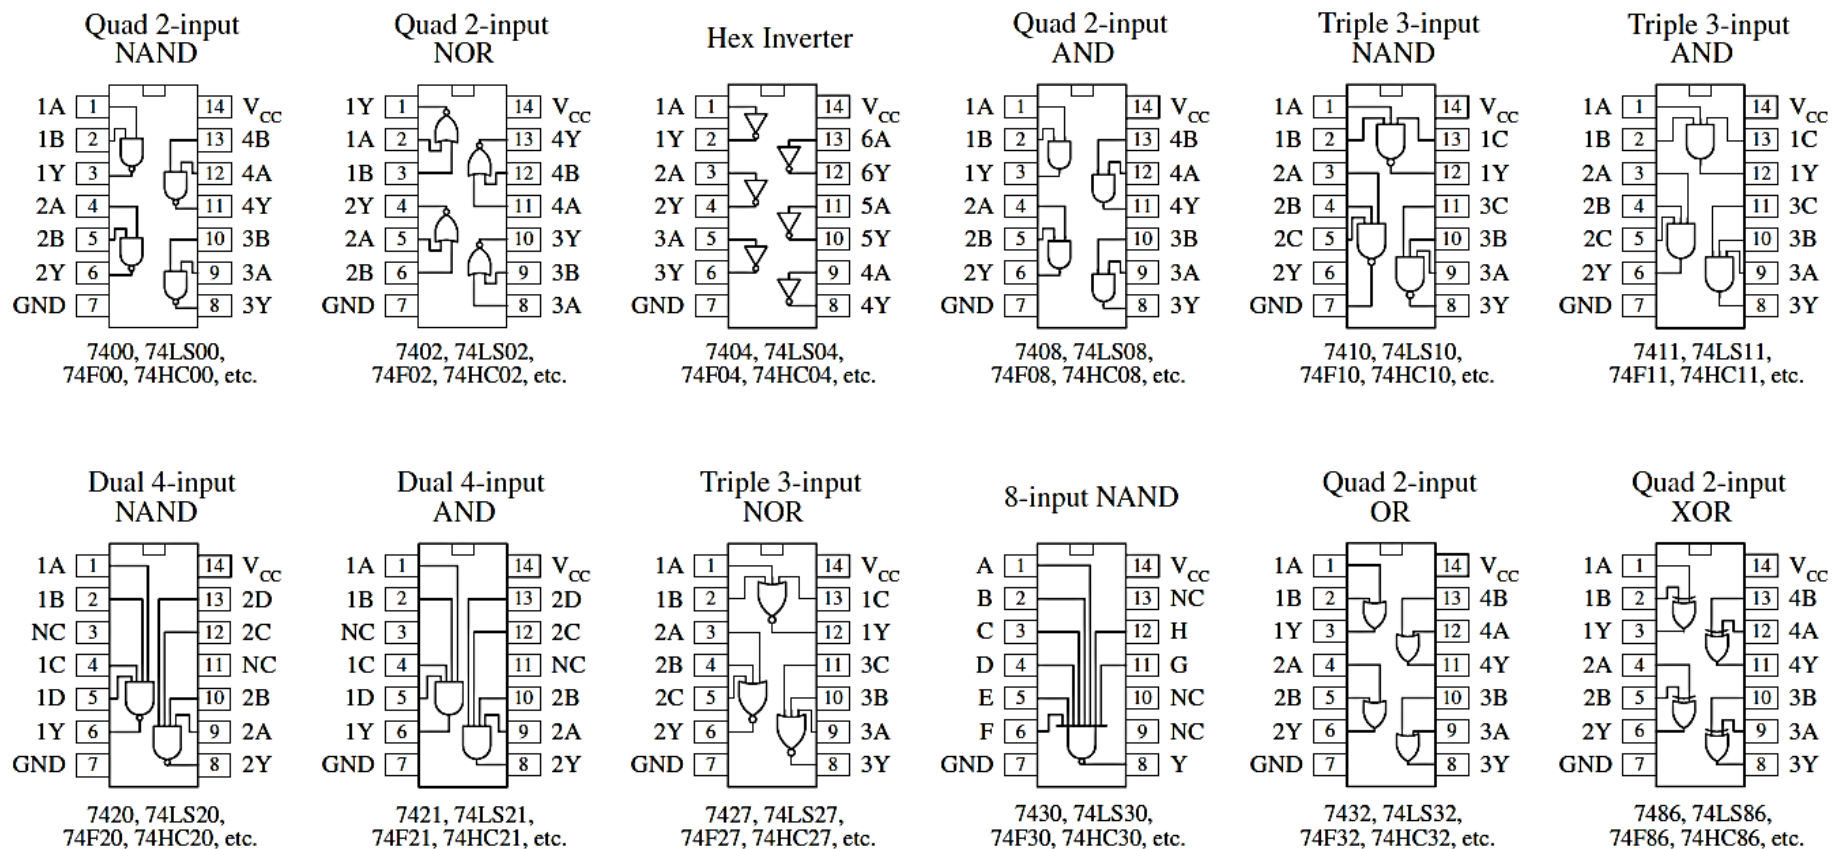 Quad 2-input
NAND
1A 1 14 VCC
1B 2 13 4B
1Y 3 12 4A
2A 4 11 4Y
2B 5 10 3B
2Y 6 9 3A
GND 7 8 3Y
7400, 74LS00,
74F00, 74HC00, etc.
Quad 2-input
NOR
1Y 1 14 VCC
1A 2 13 4Y
1B 3 12 4B
2Y 4 11 4A
2A 5 10 3Y
2B 6 9 3B
GND 7 8 3A
7402, 74LS02,
74F02, 74HC02, etc.
Hex Inverter
1A 1 14 VCC
1Y 2 13 6A
2A 3 12 6Y
2Y 4 11 5A
3A 5 10 5Y
3Y 6 9 4A
GND 7 8 4Y
7404, 74LS04,
74F04, 74HC04, etc.
Quad 2-input
AND
1A 1 14 VCC
1B 2 13 4B
1Y 3 12 4A
2A 4 11 4Y
2B 5 10 3B
2Y 6 9 3A
GND 7 8 3Y
7408, 74LS08,
74F08, 74HC08, etc.
Triple 3-input
NAND
1A 1 14 VCC
1B 2 13 1C
2A 3 12 1Y
2B 4 11 3C
2C 5 10 3B
2Y 6 9 3A
GND 7 8 3Y
7410, 74LS10,
74F10, 74HC10, etc.
Triple 3-input
AND
1A 1 14 VCC
1B 2 13 1C
2A 3 12 1Y
2B 4 11 3C
2C 5 10 3B
2Y 6 9 3A
GND 7 8 3Y
7411, 74LS11,
74F11, 74HC11, etc.
Dual 4-input
NAND
1A 1 14 VCC
1B 2 13 2D
NC 3 12 2C
1C 4 11 NC
1D 5 10 2B
1Y 6 9 2A
GND 7 8 2Y
7420, 74LS20,
74F20, 74HC20, etc.
Dual 4-input
AND
1A 1 14 VCC
1B 2 13 2D
NC 3 12 2C
1C 4 11 NC
1D 5 10 2B
1Y 6 9 2A
GND 7 8 2Y
7421, 74LS21,
74F21, 74HC21, etc.
Triple 3-input
NOR
1A 1 14 VCC
1B 2 13 1C
2A 3 12 1Y
2B 4 11 3C
2C 5 10 3B
2Y 6 9 3A
GND 7 8 3Y
7427, 74LS27,
74F27, 74HC27, etc.
8-input NAND
A 1 14 VCC
B 2 13 NC
C 3 12 H
D 4 11 G
E 5 10 NC
F 6 9 NC
GND 7 8 Y
7430, 74LS30,
74F30, 74HC30, etc.
Quad 2-input
OR
1A 1 14 VCC
1B 2 13 4B
1Y 3 12 4A
2A 4 11 4Y
2B 5 10 3B
2Y 6 9 3A
GND 7 8 3Y
7432, 74LS32,
74F32, 74HC32, etc.
Quad 2-input
XOR
1A 1 14 VCC
1B 2 13 4B
1Y 3 12 4A
2A 4 11 4Y
2B 5 10 3B
2Y 6 9 3A
GND 7 8 3Y
7486, 74LS86,
74F86, 74HC86, etc.